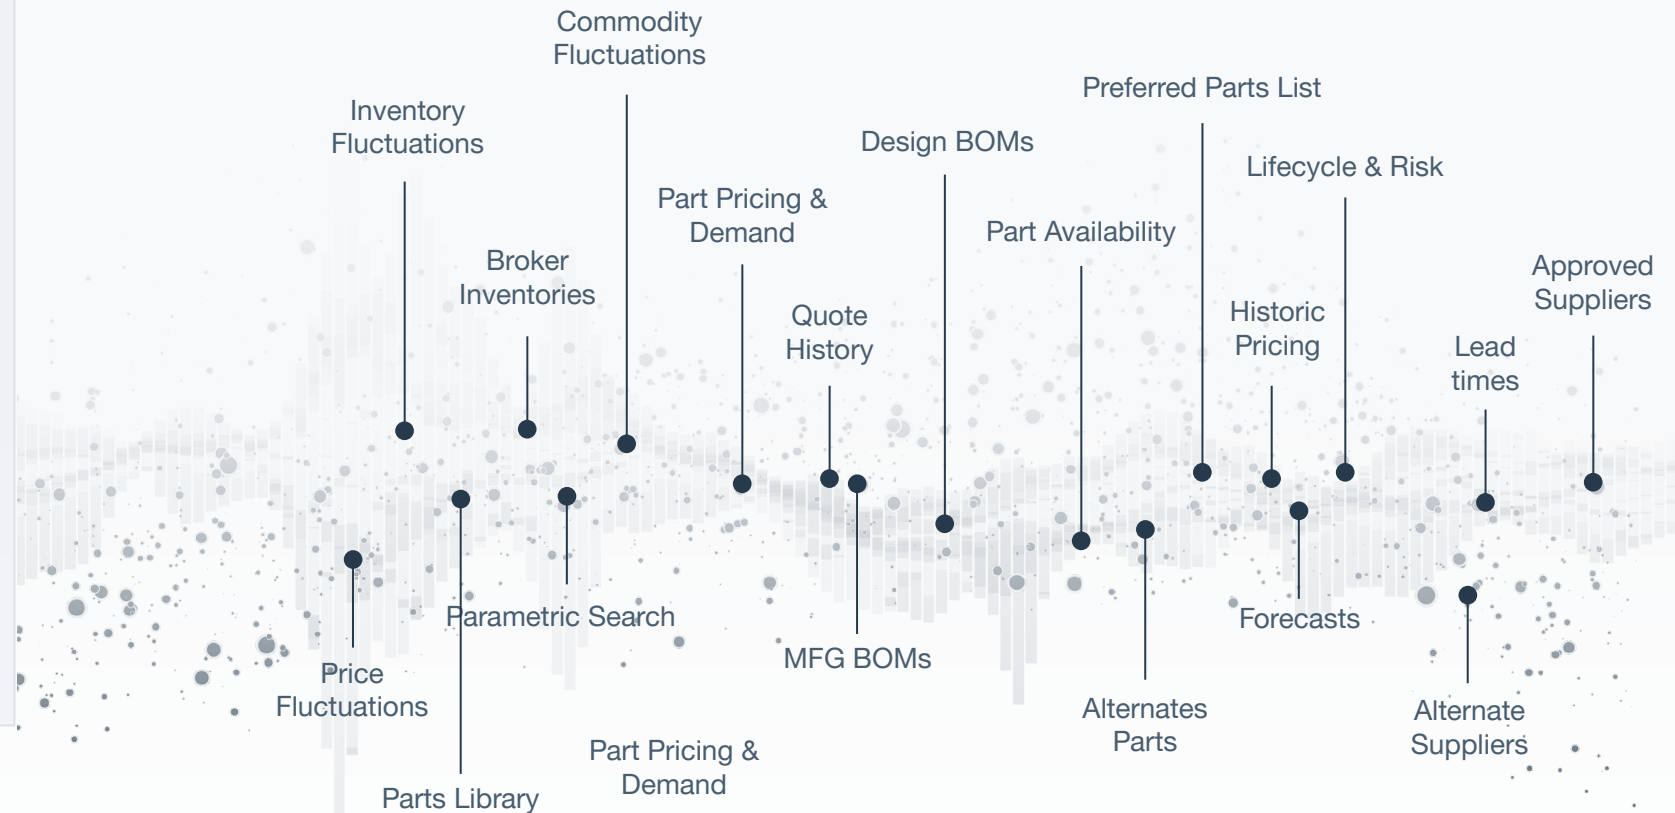 Commodity
Fluctuations
Preferred Parts List
Inventory
Fluctuations
Design BOMs
Lifecycle & Risk
Part Pricing &
Demand
Part Availability
Broker
Inventories
Approved
Suppliers
Quote
History
Historic
Pricing
Lead
times
Parametric Search
Forecasts
MFG BOMs
Price
Fluctuations
Alternates
Parts
Alternate
Suppliers
Part Pricing &
Demand
Parts Library